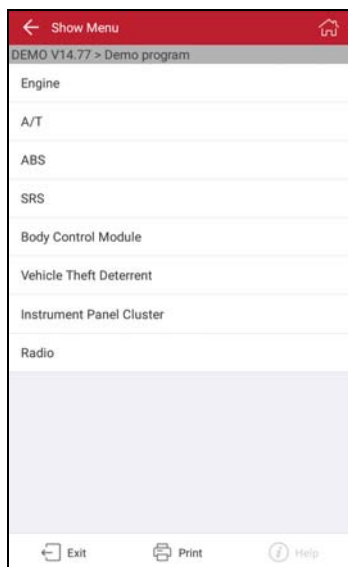 Show Menu
DEMO V14.77 > Demo program
Engine
A/T
ABS
SRS
Body Control Module
Vehicle Theft Deterrent
Instrument Panel Cluster
Radio
Exit Print Help